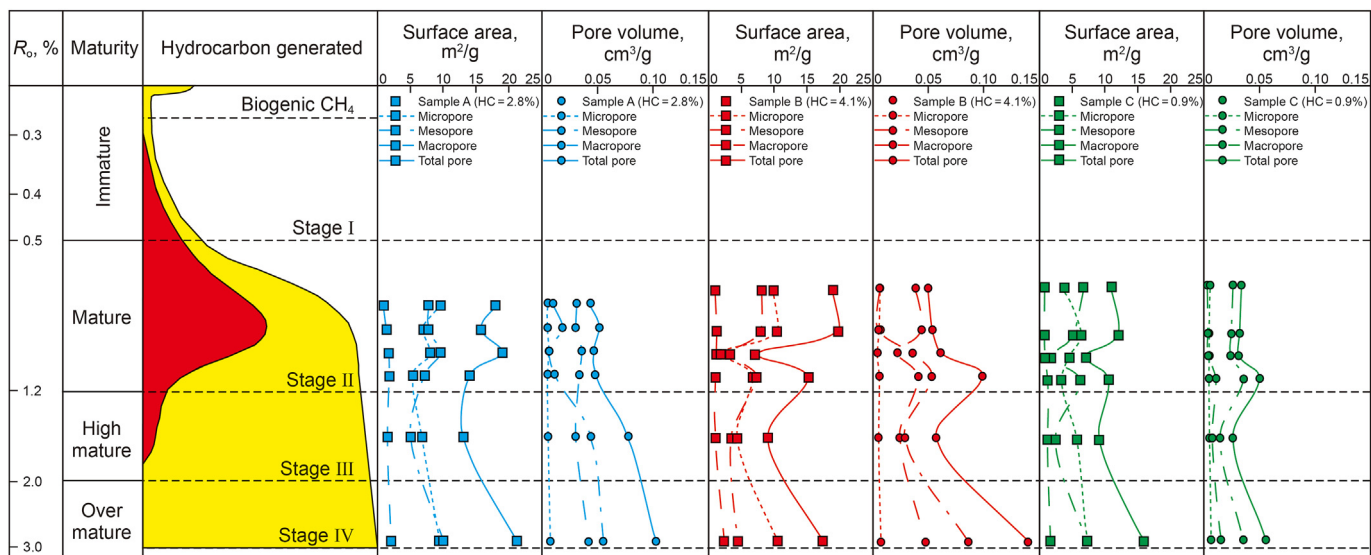 Rₒ, %
Maturity
Hydrocarbon generated
Surface area,
m²/g
0 5 10 15 20 25
Pore volume,
cm³/g
0 0.05 0.10 0.15
Surface area,
m²/g
0 5 10 15 20 25
Pore volume,
cm³/g
0 0.05 0.10 0.15
Surface area,
m²/g
0 5 10 15 20 25
Pore volume,
cm³/g
0 0.05 0.10 0.15
0.3
0.4
0.5
1.2
2.0
3.0
Immature
Mature
High
mature
Over
mature
Biogenic CH₄
Stage I
Stage II
Stage III
Stage IV
Sample A (HC = 2.8%)
Micropore
Mesopore
Macropore
Total pore
Sample A (HC = 2.8%)
Micropore
Mesopore
Macropore
Total pore
Sample B (HC = 4.1%)
Micropore
Mesopore
Macropore
Total pore
Sample B (HC = 4.1%)
Micropore
Mesopore
Macropore
Total pore
Sample C (HC = 0.9%)
Micropore
Mesopore
Macropore
Total pore
Sample C (HC = 0.9%)
Micropore
Mesopore
Macropore
Total pore